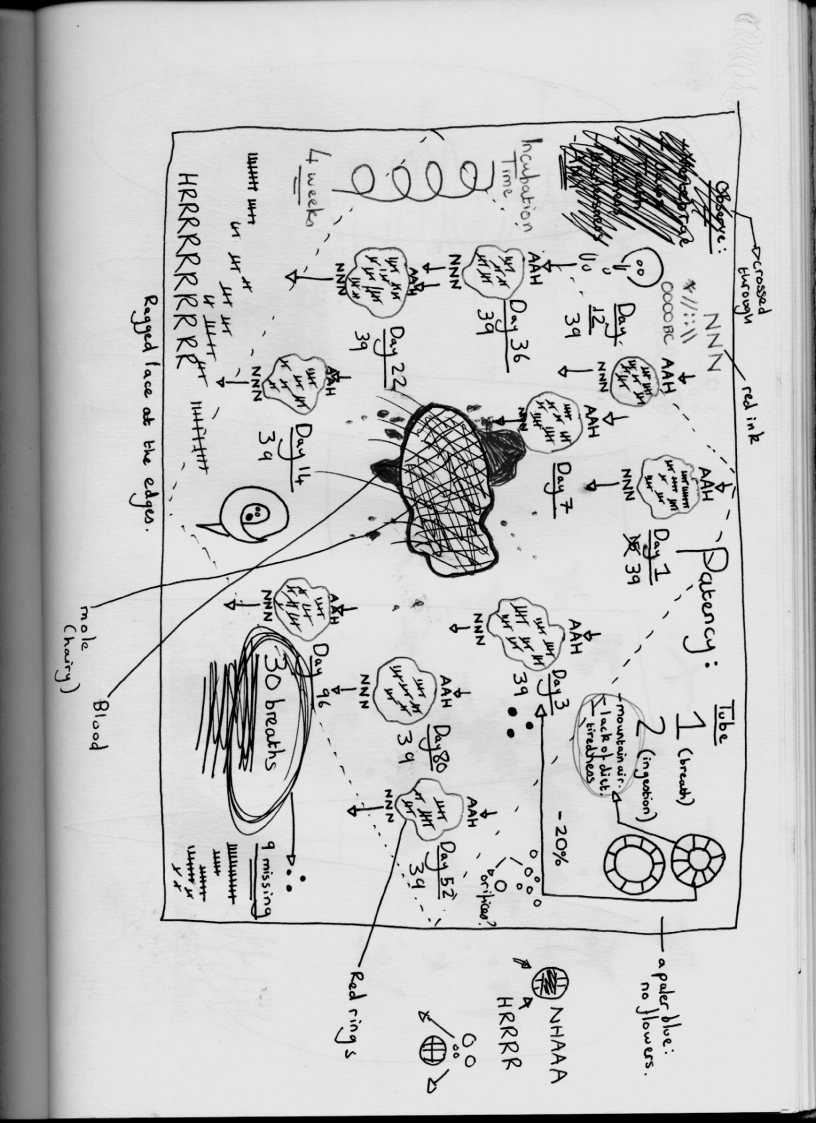 crossed
through
red ink
Observe:
NNN
OOOOBC
AAH
NNN
Day
12
39
AAH
NNN
Day 1
39
Patency:
Tube
1 (breath)
2 (ingestion)
- mountain air.
- lack of diet.
- tiredness
a paler blue:
no flowers.
AAH
NNN
Day 7
AAH
NNN
Day 3
39
- 20%
orifices?
NHAAA
HRRRR
Incubation
Time
4 weeks
AAH
NNN
Day 36
39
AAH
NNN
Day 22
39
AAH
NNN
Day 80
39
AAH
NNN
Day 52
39
Red rings
AAH
NNN
Day 14
39
AAH
NNN
Day 96
30 breaths
9 missing
HRRRRRRRRRR
Ragged lace at the edges.
Blood
mole
(hairy)